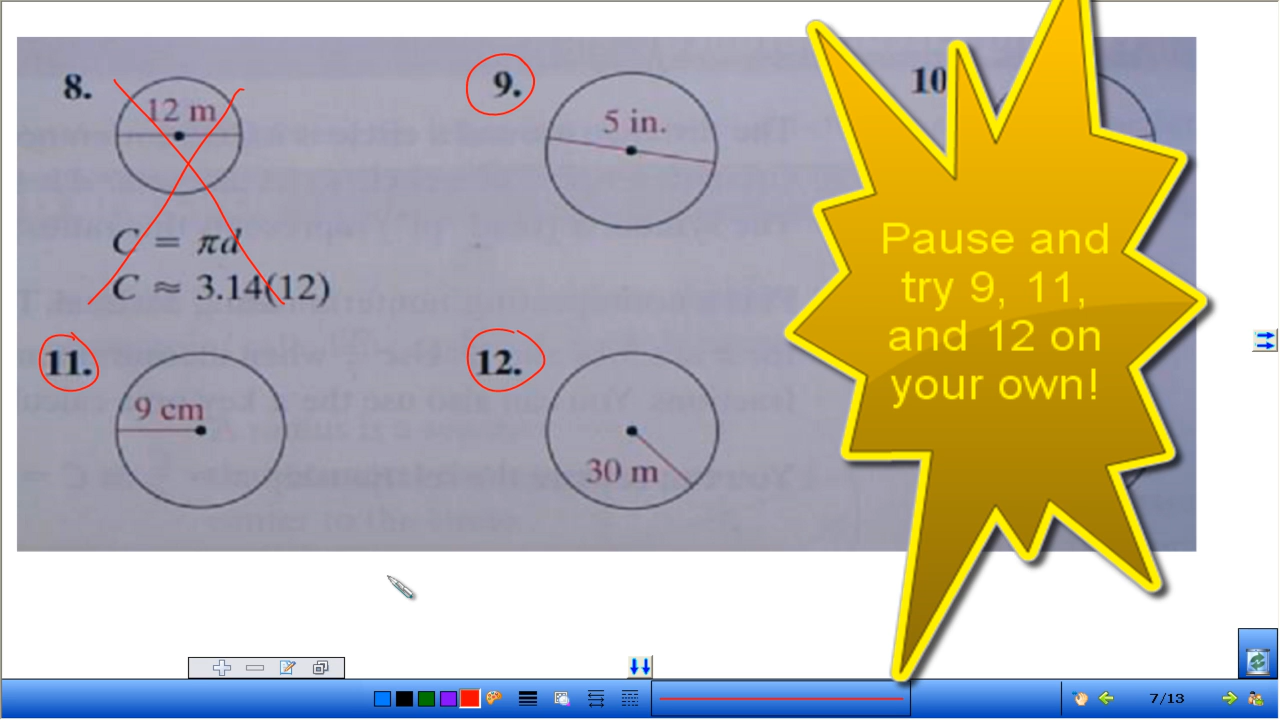 8.
12 m
C = πd
C ≈ 3.14(12)
9.
5 in.
10
11.
9 cm
12.
30 m
Pause and
try 9, 11,
and 12 on
your own!
7/13